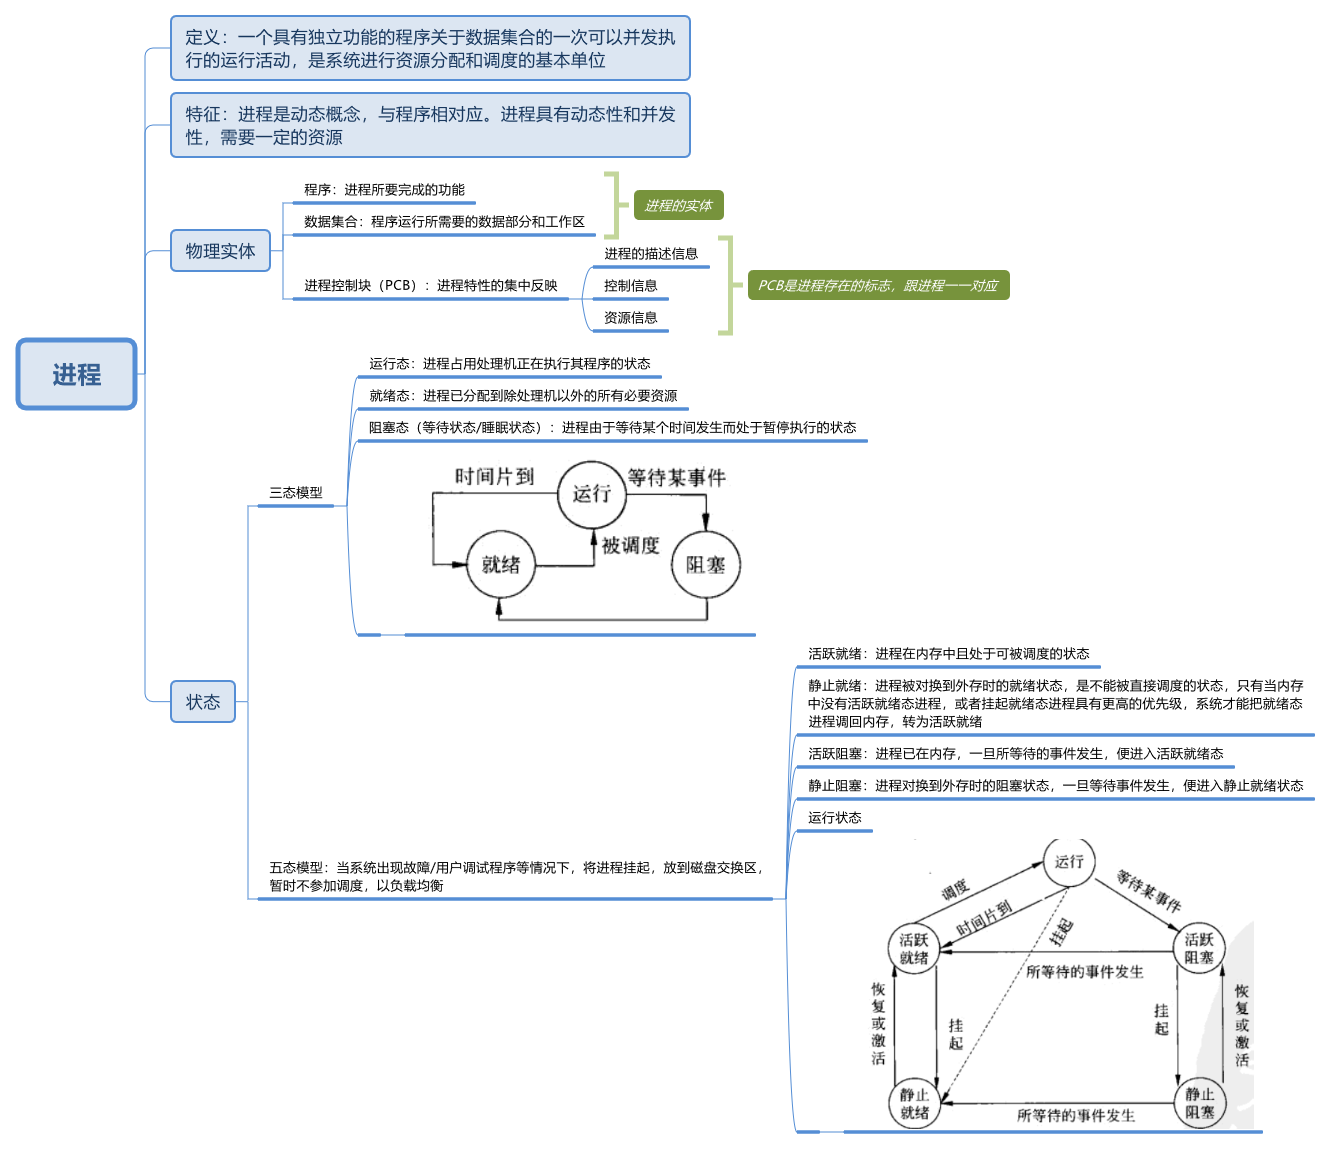 定义：一个具有独立功能的程序关于数据集合的一次可以并发执
行的运行活动，是系统进行资源分配和调度的基本单位
特征：进程是动态概念，与程序相对应。进程具有动态性和并发
性，需要一定的资源
程序：进程所要完成的功能
数据集合：程序运行所需要的数据部分和工作区
进程的实体
物理实体
进程控制块（PCB）：进程特性的集中反映
进程的描述信息
控制信息
资源信息
PCB是进程存在的标志，跟进程一一对应
进程
运行态：进程占用处理机正在执行其程序的状态
就绪态：进程已分配到除处理机以外的所有必要资源
阻塞态（等待状态/睡眠状态）：进程由于等待某个时间发生而处于暂停执行的状态
三态模型
时间片到
运行
等待某事件
被调度
就绪
阻塞
状态
活跃就绪：进程在内存中且处于可被调度的状态
静止就绪：进程被对换到外存时的就绪状态，是不能被直接调度的状态，只有当内存
中没有活跃就绪态进程，或者挂起就绪态进程具有更高的优先级，系统才能把就绪态
进程调回内存，转为活跃就绪
活跃阻塞：进程已在内存，一旦所等待的事件发生，便进入活跃就绪态
静止阻塞：进程对换到外存时的阻塞状态，一旦等待事件发生，便进入静止就绪状态
运行状态
五态模型：当系统出现故障/用户调试程序等情况下，将进程挂起，放到磁盘交换区，
暂时不参加调度，以负载均衡
运行
调度
时间片到
挂起
等待某事件
活跃
就绪
活跃
阻塞
所等待的事件发生
恢复或激活
挂起
挂起
恢复或激活
静止
就绪
静止
阻塞
所等待的事件发生